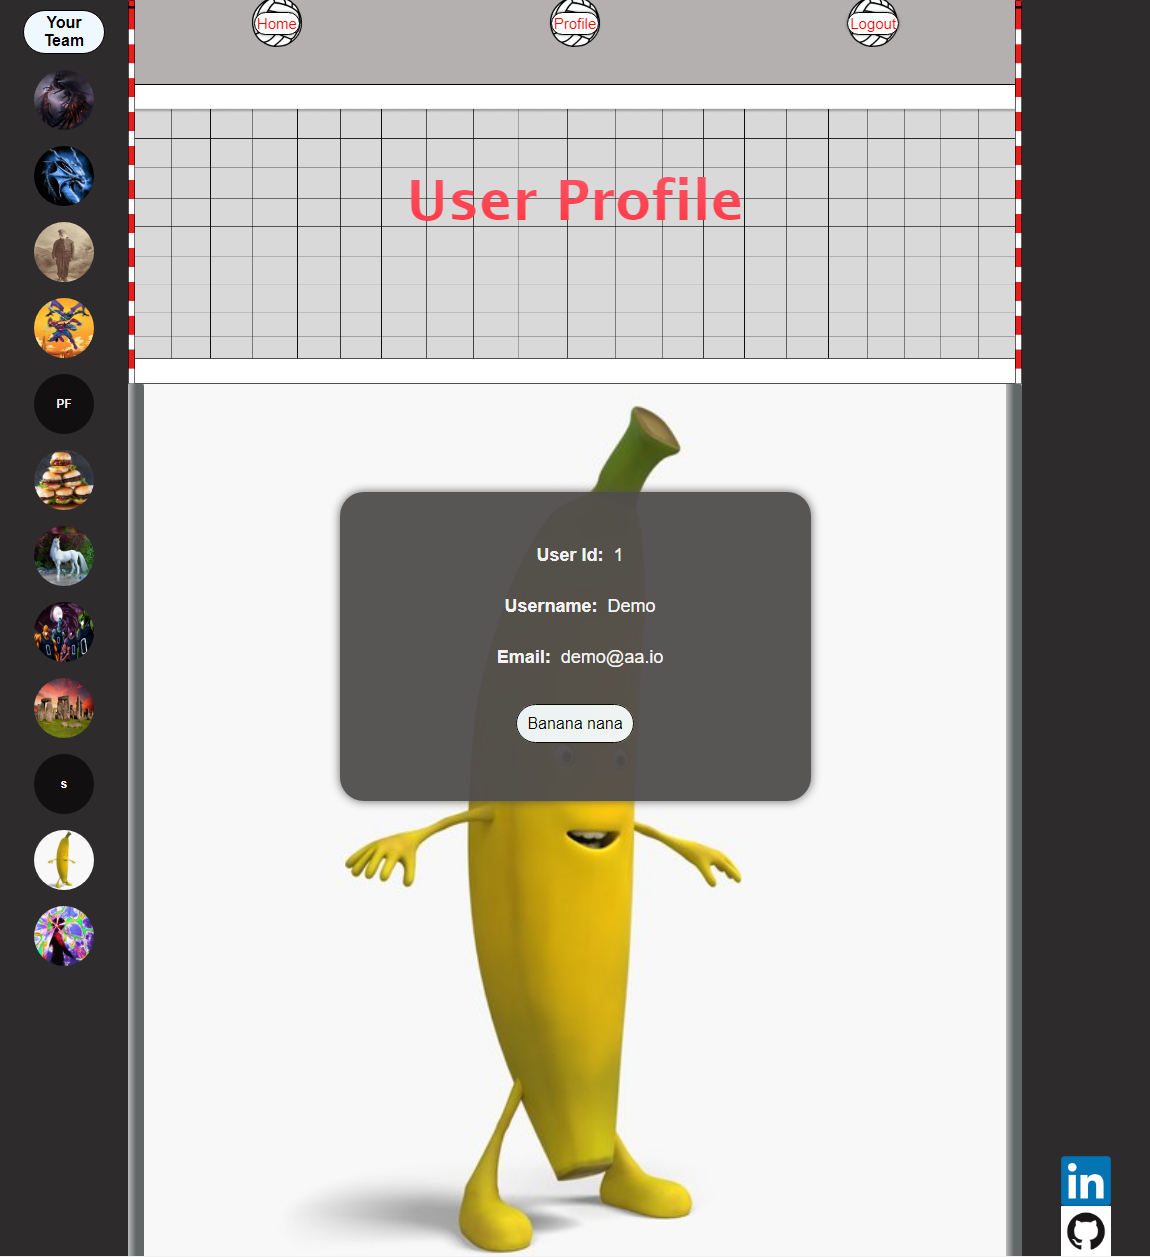 Your
Team
Home
Profile
Logout
User Profile
PF
User Id: 1
Username: Demo
Email: demo@aa.io
Banana nana
s
in